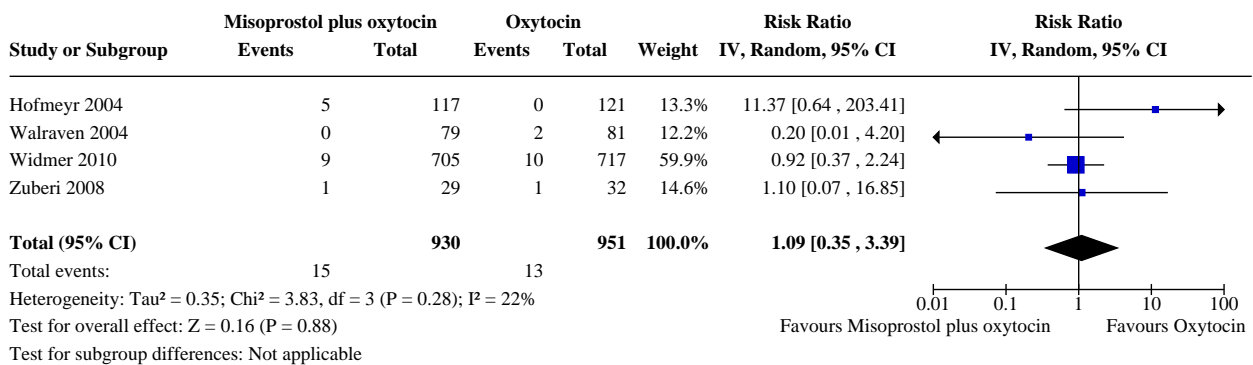 Misoprostol plus oxytocin Oxytocin Risk Ratio Risk Ratio
Study or Subgroup Events Total Events Total Weight IV, Random, 95% CI IV, Random, 95% CI
Hofmeyr 2004 5 117 0 121 13.3% 11.37 [0.64 , 203.41]
Walraven 2004 0 79 2 81 12.2% 0.20 [0.01 , 4.20]
Widmer 2010 9 705 10 717 59.9% 0.92 [0.37 , 2.24]
Zuberi 2008 1 29 1 32 14.6% 1.10 [0.07 , 16.85]
Total (95% CI) 930 951 100.0% 1.09 [0.35 , 3.39]
Total events: 15 13
Heterogeneity: Tau² = 0.35; Chi² = 3.83, df = 3 (P = 0.28); I² = 22%
Test for overall effect: Z = 0.16 (P = 0.88)
Test for subgroup differences: Not applicable
0.01 0.1 1 10 100
Favours Misoprostol plus oxytocin Favours Oxytocin